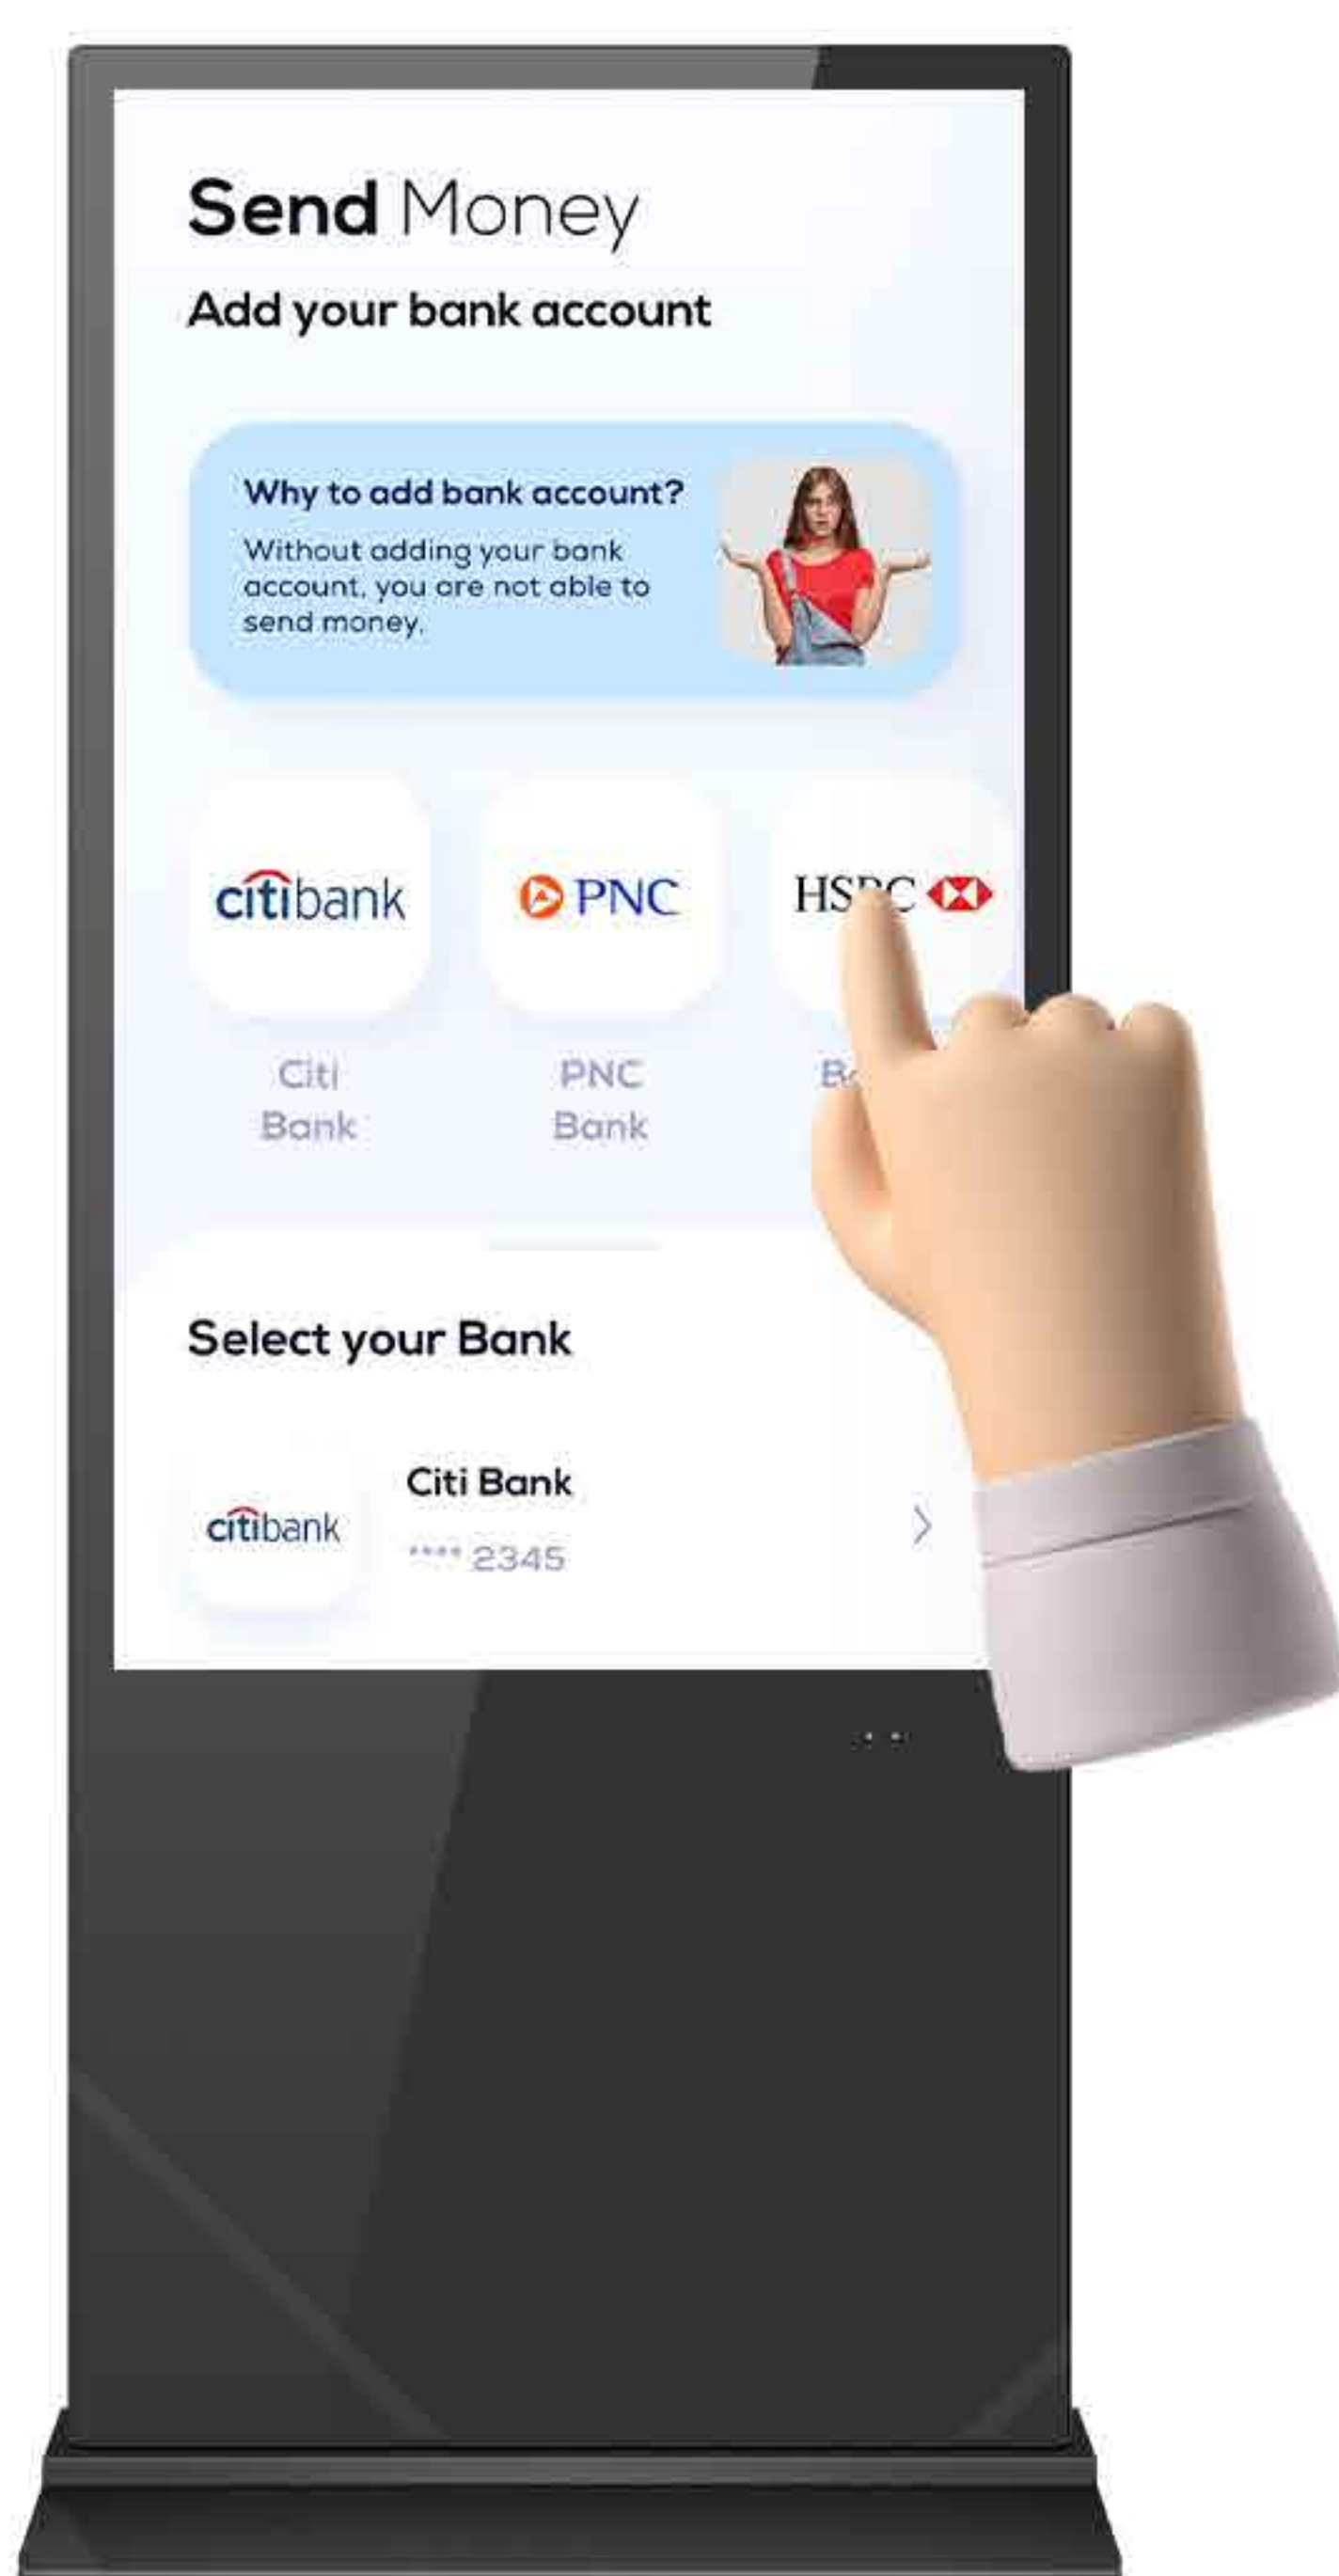 Send Money
Add your bank account
Why to add bank account?
Without adding your bank
account, you are not able to
send money.
citibank
PNC
Citi
Bank
PNC
Bank
Select your Bank
citibank
Citi Bank
**** 2345